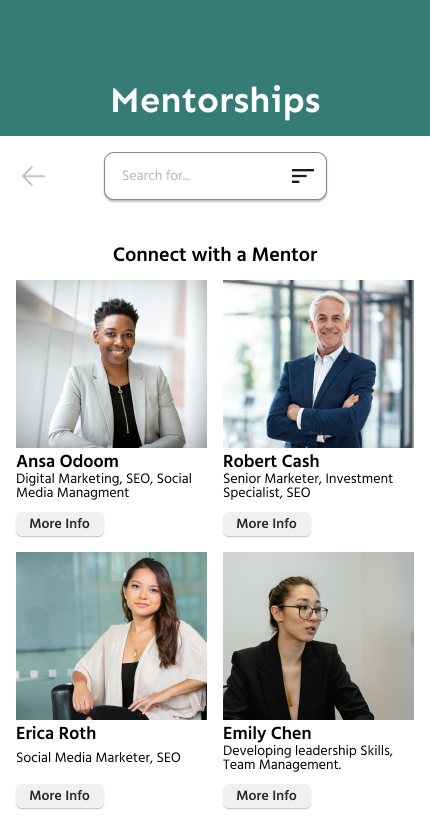 Mentorships
Search for...
Connect with a Mentor
Ansa Odoom
Digital Marketing, SEO, Social
Media Managment
More Info
Robert Cash
Senior Marketer, Investment
Specialist, SEO
More Info
Erica Roth
Social Media Marketer, SEO
More Info
Emily Chen
Developing leadership Skills,
Team Management.
More Info